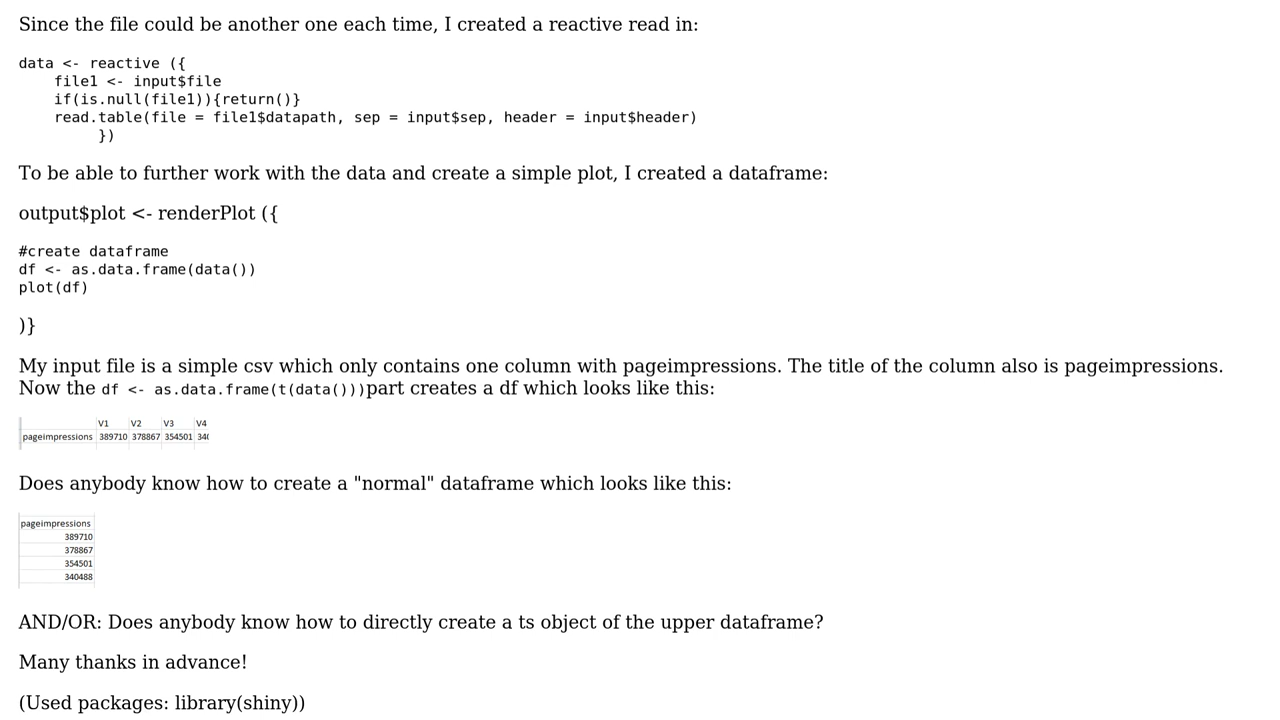 Since the file could be another one each time, I created a reactive read in:
data <- reactive ({
    file1 <- input$file
    if(is.null(file1)){return()}
    read.table(file = file1$datapath, sep = input$sep, header = input$header)
         })
To be able to further work with the data and create a simple plot, I created a dataframe:
output$plot <- renderPlot ({
#create dataframe
df <- as.data.frame(data())
plot(df)
)}
My input file is a simple csv which only contains one column with pageimpressions. The title of the column also is pageimpressions.
Now the df <- as.data.frame(t(data()))part creates a df which looks like this:
V1 V2 V3 V4
pageimpressions 389710 378867 354501
Does anybody know how to create a "normal" dataframe which looks like this:
pageimpressions
389710
378867
354501
340488
AND/OR: Does anybody know how to directly create a ts object of the upper dataframe?
Many thanks in advance!
(Used packages: library(shiny))